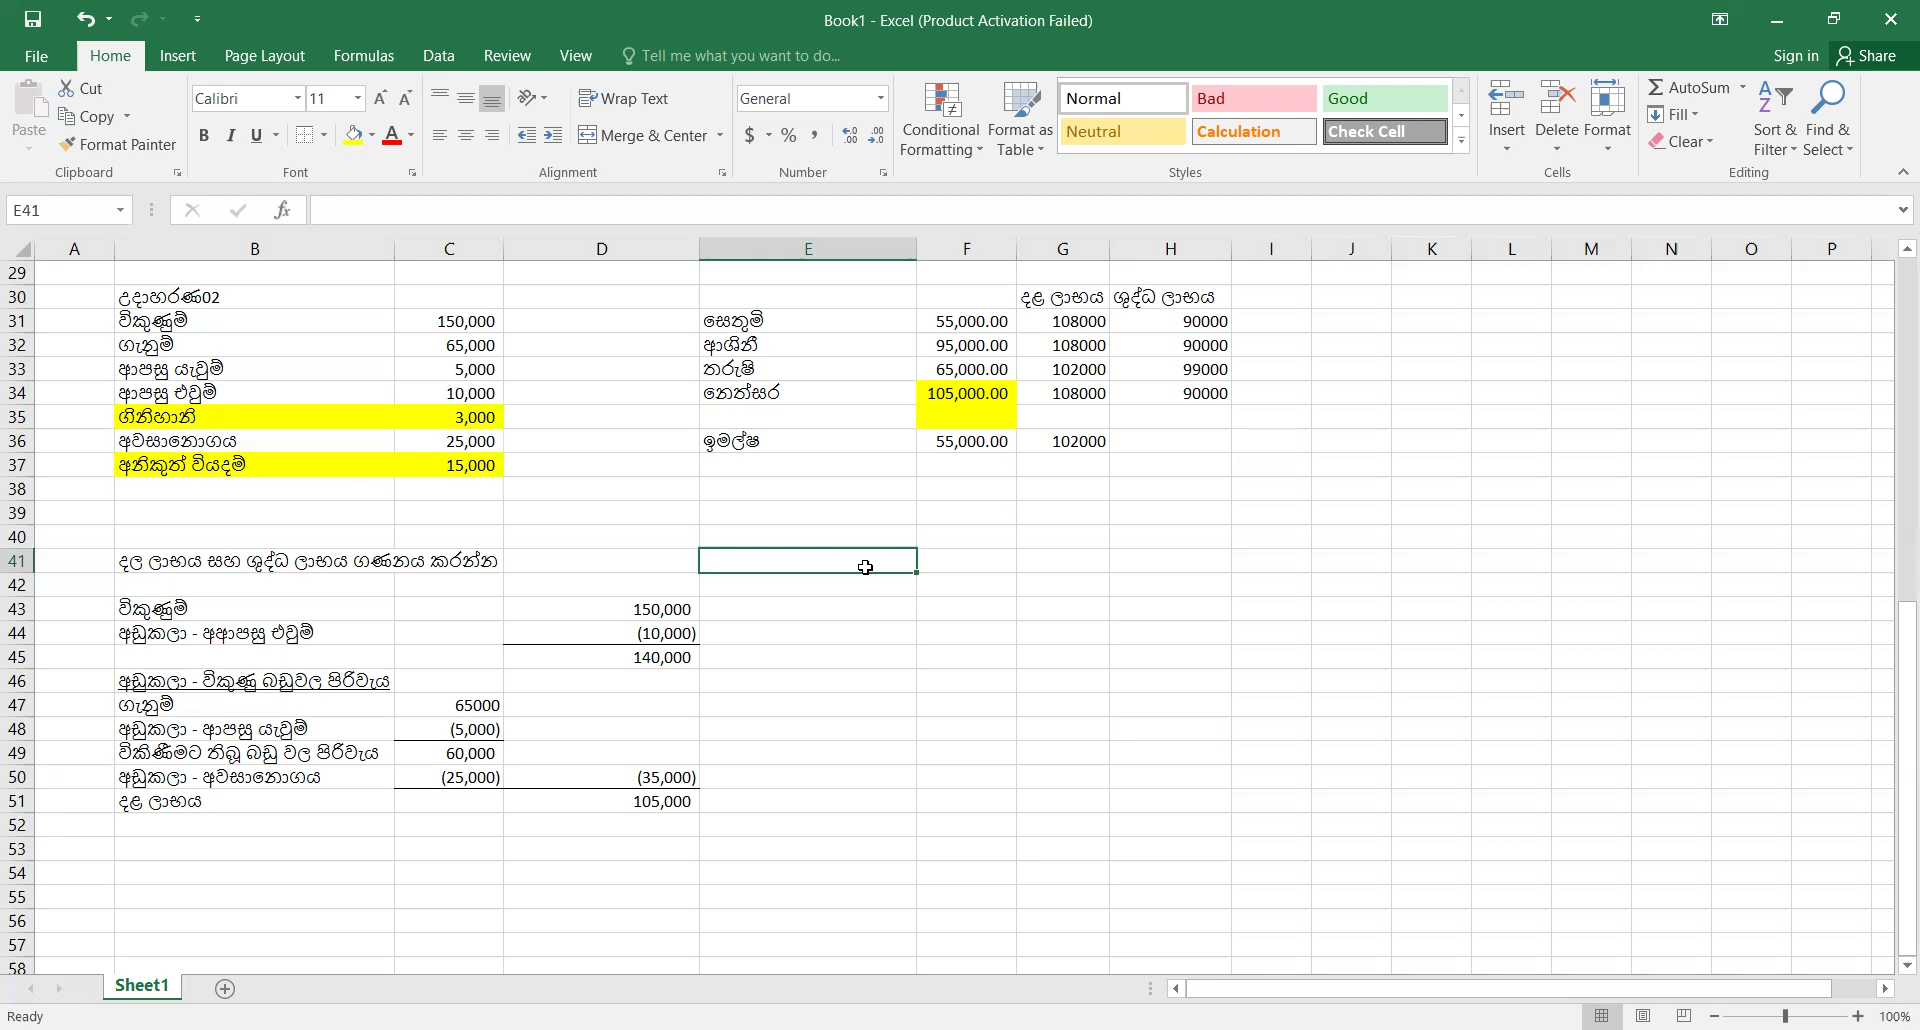 Book1 - Excel (Product Activation Failed)
File Home Insert Page Layout Formulas Data Review View Tell me what you want to do... Sign in Share
Cut
Copy
Format Painter
Paste
Calibri 11
B I U
Wrap Text
Merge & Center
General
$ % ,
Conditional Formatting
Format as Table
Normal Bad Good
Neutral Calculation Check Cell
Insert Delete Format
AutoSum
Fill
Clear
Sort & Filter
Find & Select
Clipboard Font Alignment Number Styles Cells Editing
E41 fx
A B C D E F G H I J K L M N O P
29
30 උදාහරණ02 දළ ලාභය ශුද්ධ ලාභය
31 වික්‍රණුම් 150,000 සෙතුමි 55,000.00 108000 90000
32 ගැනුම් 65,000 ආශිනී 95,000.00 108000 90000
33 ආපසු යැවුම් 5,000 තරුෂි 65,000.00 102000 99000
34 ආපසු එවුම් 10,000 නෙත්සර 105,000.00 108000 90000
35 ගිනිහානි 3,000
36 අවසානොගය 25,000 ඉමල්ෂ 55,000.00 102000
37 අනිකුත් වියදම් 15,000
38
39
40
41 දල ලාභය සහ ශුද්ධ ලාභය ගණනය කරන්න
42
43 විකුණුම් 150,000
44 අඩුකලා - අආපසු එවුම් (10,000)
45 140,000
46 අඩුකලා - විකුණු බඩුවල පිරිවැය
47 ගැනුම් 65000
48 අඩුකලා - ආපසු යැවුම් (5,000)
49 විකිණීමට තිබූ බඩු වල පිරිවැය 60,000
50 අඩුකලා - අවසානොගය (25,000) (35,000)
51 දළ ලාභය 105,000
52
53
54
55
56
57
58
Sheet1
Ready 100%